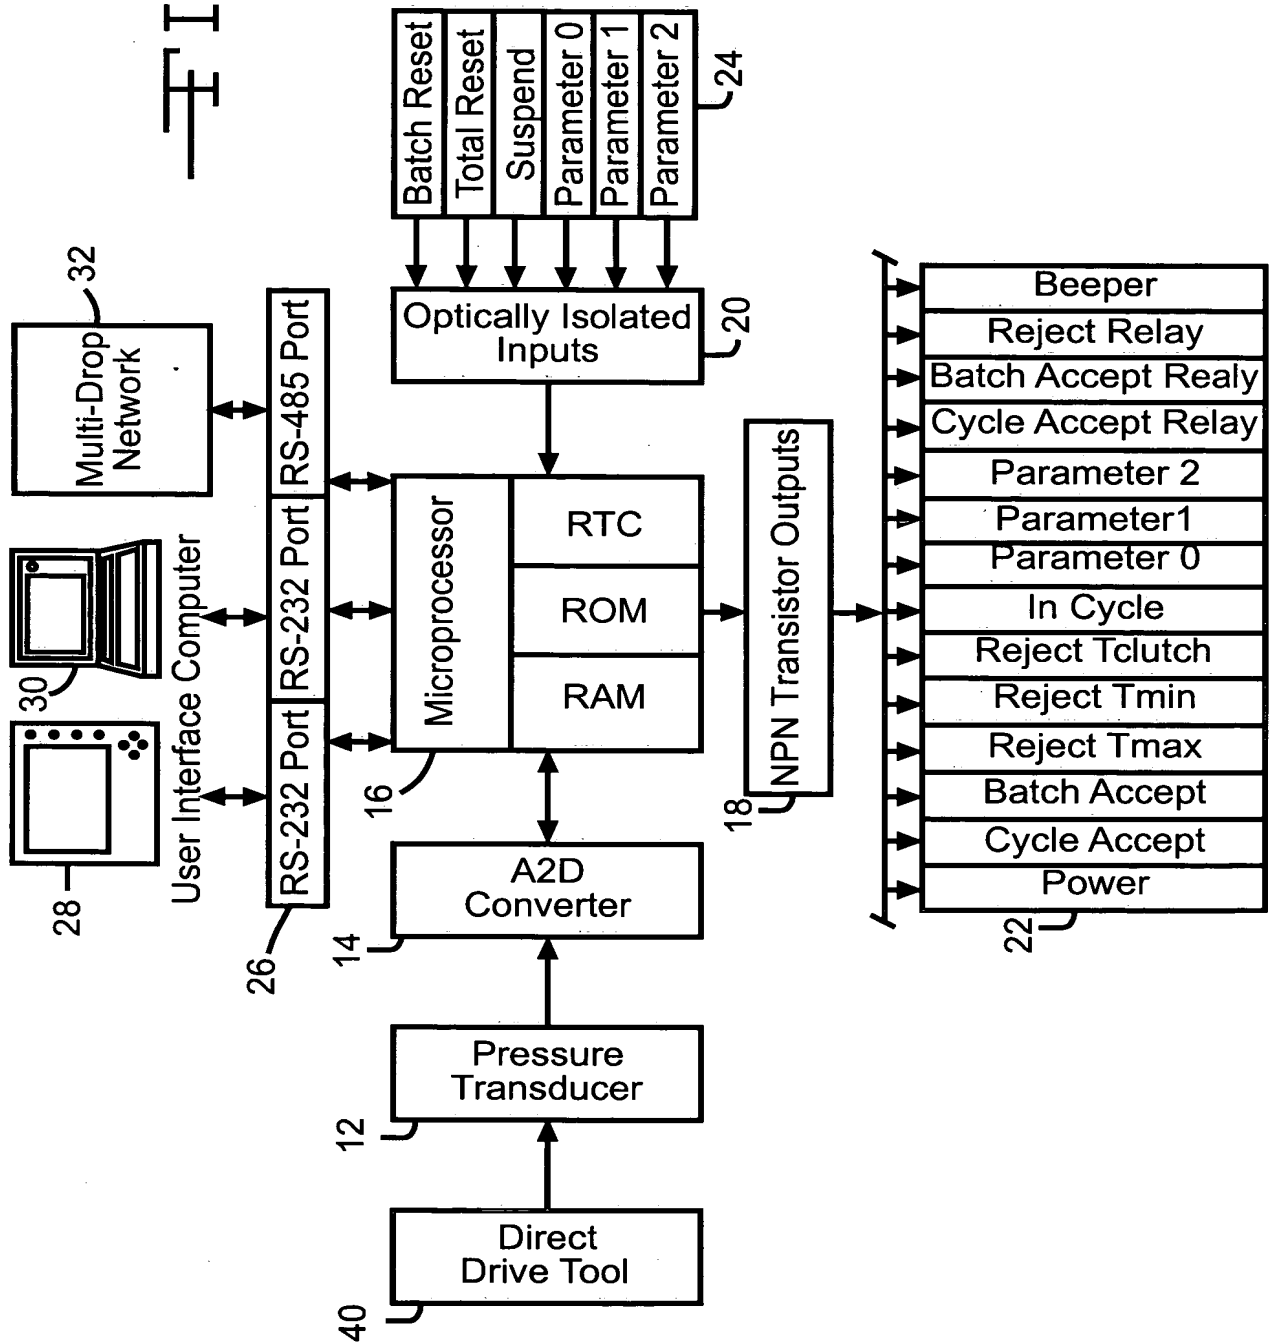 FI
Batch Reset
Total Reset
Suspend
Parameter 0
Parameter 1
Parameter 2
24
32
Multi-Drop
Network
RS-485 Port
Optically Isolated
Inputs
20
30
User Interface Computer
28
RS-232 Port
RS-232 Port
26
Microprocessor
RTC
ROM
RAM
16
A2D
Converter
14
Pressure
Transducer
12
Direct
Drive Tool
40
NPN Transistor Outputs
18
Beeper
Reject Relay
Batch Accept Realy
Cycle Accept Relay
Parameter 2
Parameter1
Parameter 0
In Cycle
Reject Tclutch
Reject Tmin
Reject Tmax
Batch Accept
Cycle Accept
Power
22